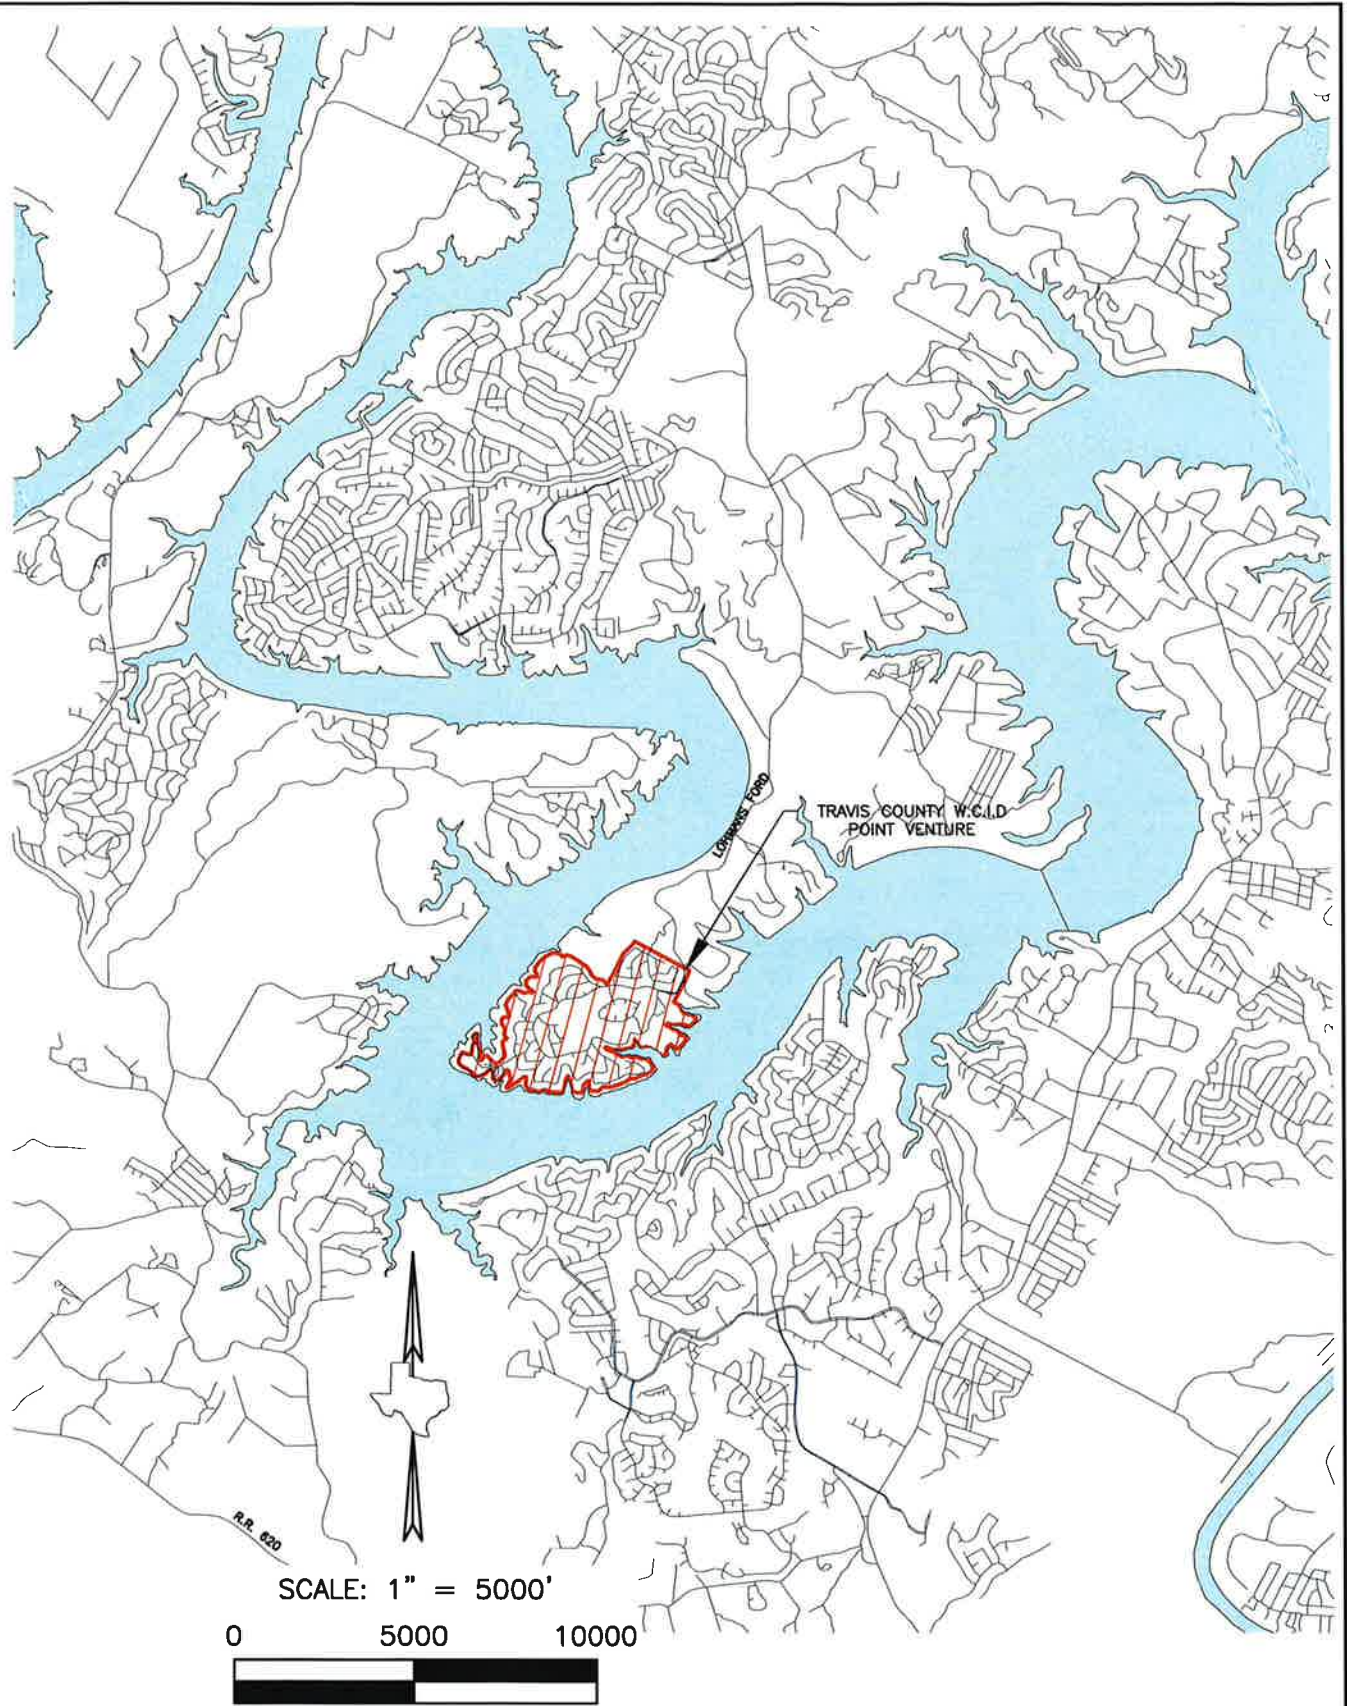 LOHMANS FORD
TRAVIS COUNTY W.C.I.D
POINT VENTURE
R.R. 620
SCALE: 1" = 5000'
0 5000 10000